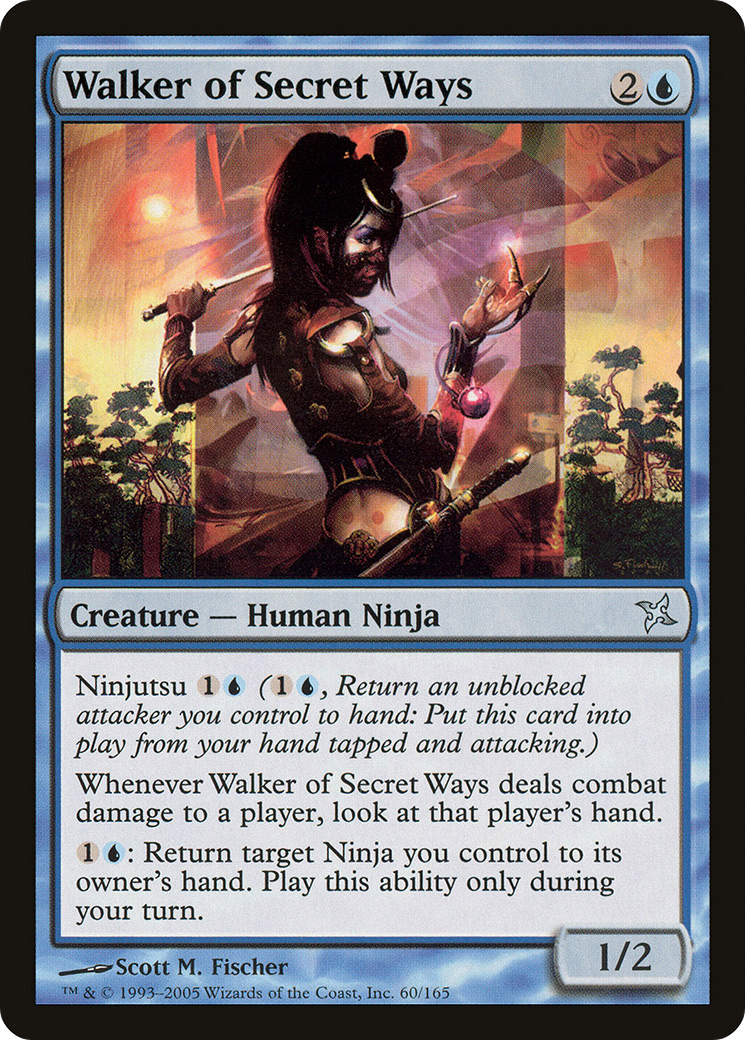 Walker of Secret Ways 2
Creature — Human Ninja
Ninjutsu 1 (1, Return an unblocked
attacker you control to hand: Put this card into
play from your hand tapped and attacking.)
Whenever Walker of Secret Ways deals combat
damage to a player, look at that player's hand.
1: Return target Ninja you control to its
owner's hand. Play this ability only during
your turn.
1/2
Scott M. Fischer
™ & © 1993–2005 Wizards of the Coast, Inc. 60/165